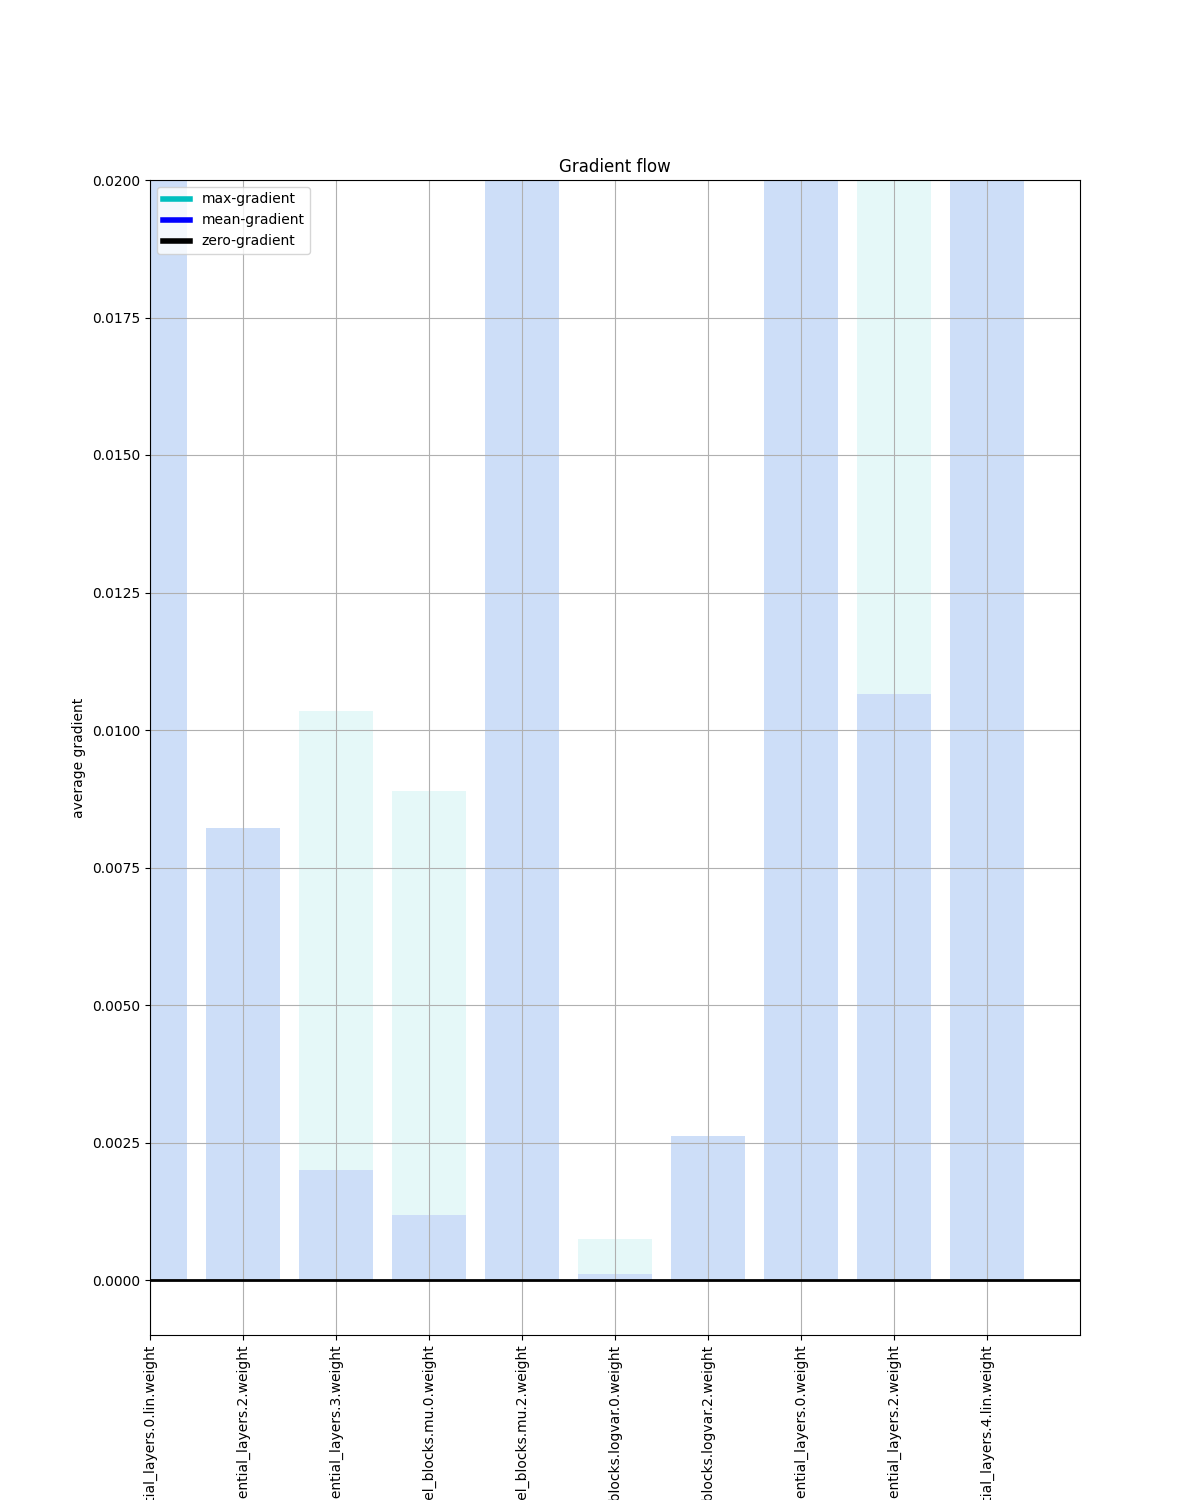 Gradient flow
max-gradient
mean-gradient
zero-gradient
0.0200
0.0175
0.0150
0.0125
0.0100
0.0075
0.0050
0.0025
0.0000
average gradient
tial_layers.0.lin.weight
ential_layers.2.weight
ential_layers.3.weight
el_blocks.mu.0.weight
el_blocks.mu.2.weight
blocks.logvar.0.weight
blocks.logvar.2.weight
ential_layers.0.weight
ential_layers.2.weight
tial_layers.4.lin.weight